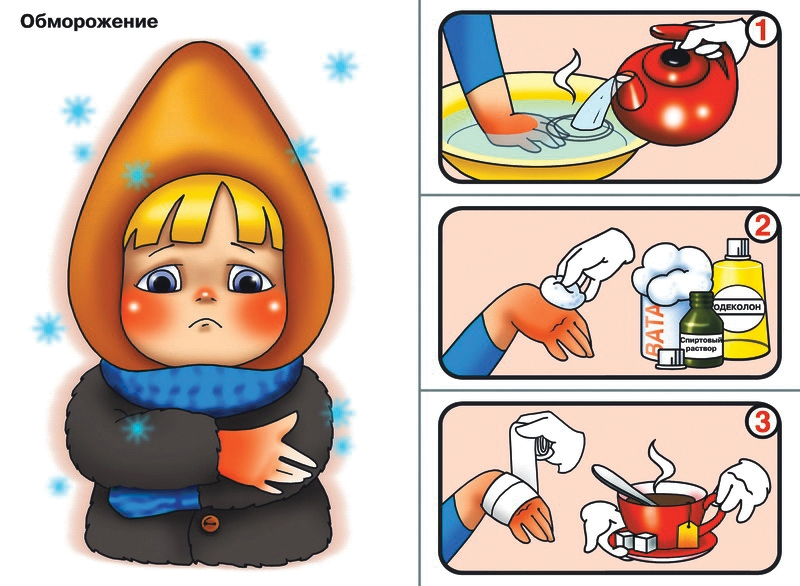 Обморожение
1
2
ВАТА
ОДЕКОЛОН
Спиртовый
раствор
3